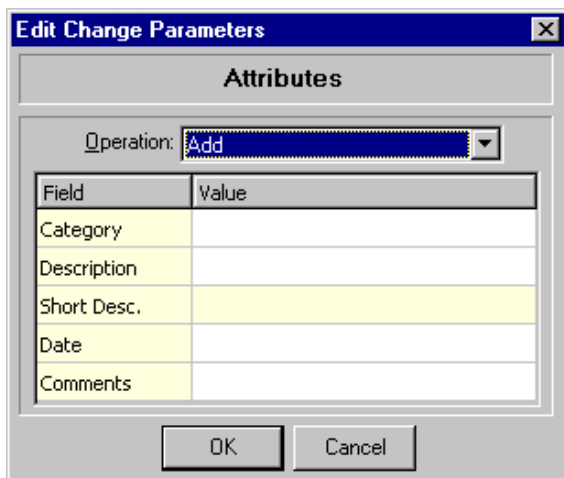 Edit Change Parameters
Attributes
Operation: Add
Field Value
Category
Description
Short Desc.
Date
Comments
OK Cancel